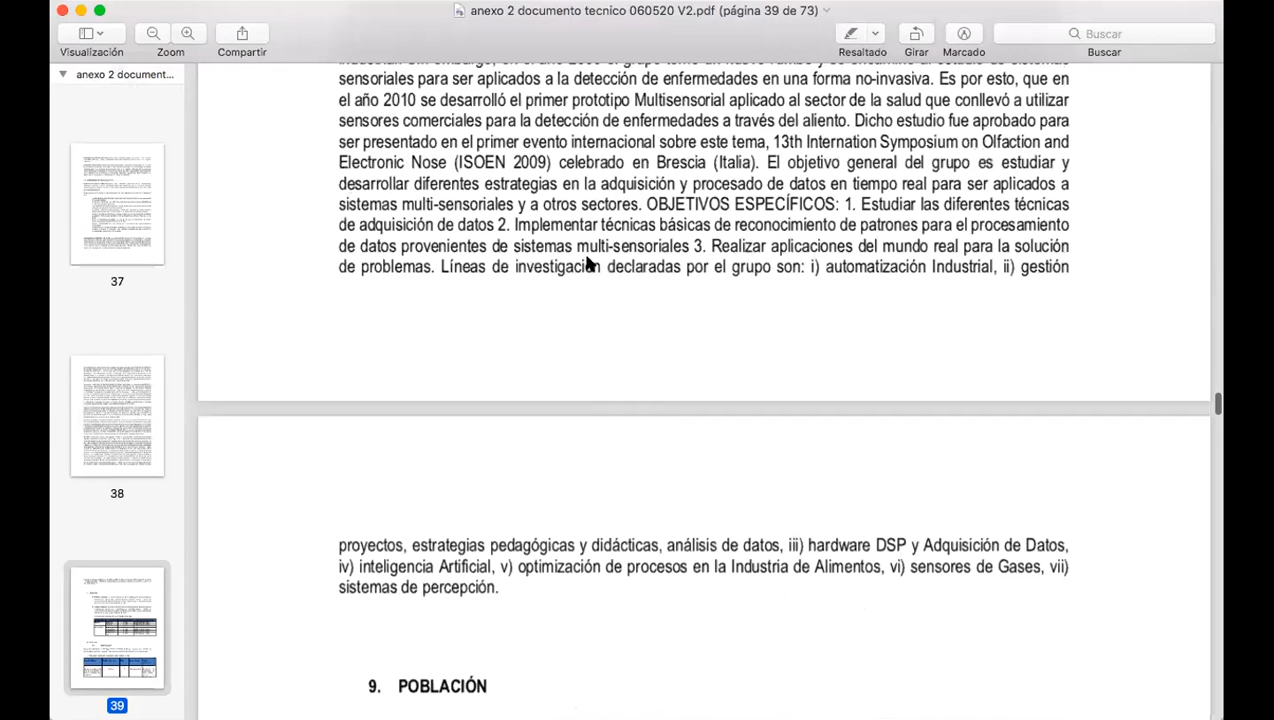 anexo 2 documento tecnico 060520 V2.pdf (página 39 de 73)
Visualización
Zoom
Compartir
Resaltado
Girar
Marcado
Buscar
Buscar
anexo 2 document...
37
38
39
sensoriales para ser aplicados a la detección de enfermedades en una forma no-invasiva. Es por esto, que en
el año 2010 se desarrolló el primer prototipo Multisensorial aplicado al sector de la salud que conllevó a utilizar
sensores comerciales para la detección de enfermedades a través del aliento. Dicho estudio fue aprobado para
ser presentado en el primer evento internacional sobre este tema, 13th Internation Symposium on Olfaction and
Electronic Nose (ISOEN 2009) celebrado en Brescia (Italia). El objetivo general del grupo es estudiar y
desarrollar diferentes estrategias en la adquisición y procesado de datos en tiempo real para ser aplicados a
sistemas multi-sensoriales y a otros sectores. OBJETIVOS ESPECÍFICOS: 1. Estudiar las diferentes técnicas
de adquisición de datos 2. Implementar técnicas básicas de reconocimiento de patrones para el procesamiento
de datos provenientes de sistemas multi-sensoriales 3. Realizar aplicaciones del mundo real para la solución
de problemas. Líneas de investigación declaradas por el grupo son: i) automatización Industrial, ii) gestión
proyectos, estrategias pedagógicas y didácticas, análisis de datos, iii) hardware DSP y Adquisición de Datos,
iv) inteligencia Artificial, v) optimización de procesos en la Industria de Alimentos, vi) sensores de Gases, vii)
sistemas de percepción.
9. POBLACIÓN